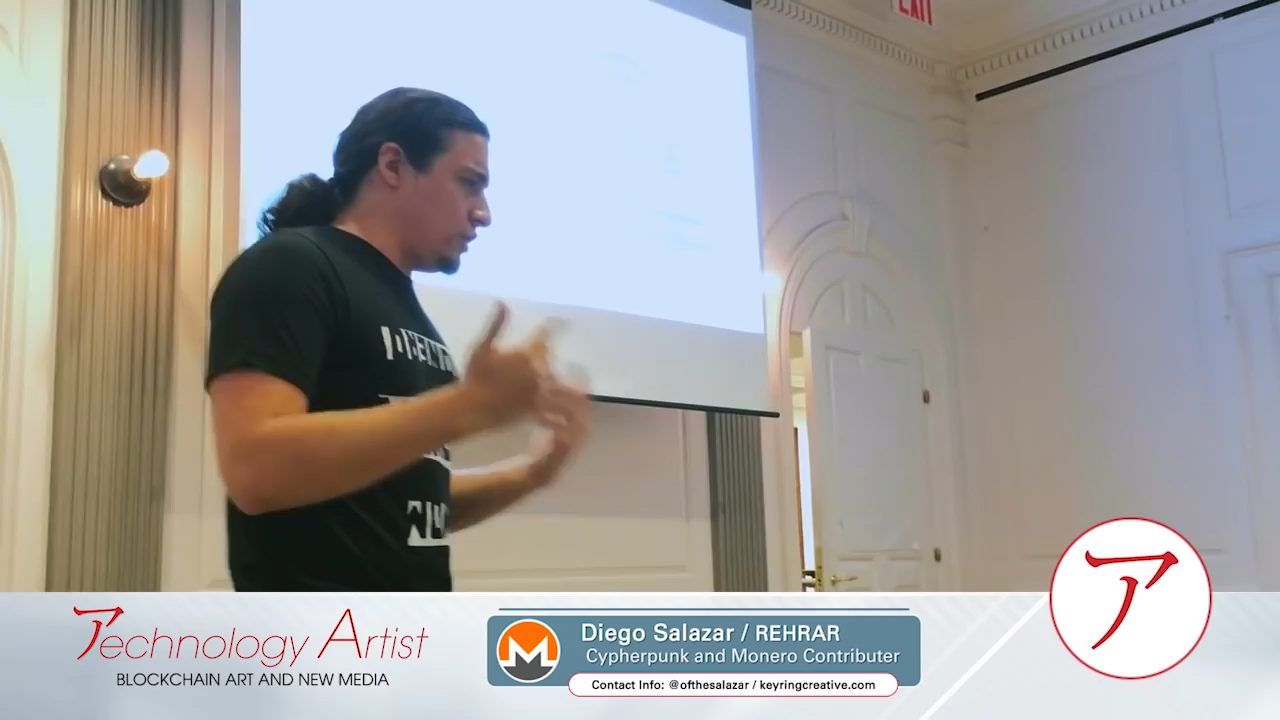 EXIT
Technology Artist
BLOCKCHAIN ART AND NEW MEDIA
Diego Salazar / REHRAR
Cypherpunk and Monero Contributer
Contact Info: @ofthesalazar / keyringcreative.com
ア